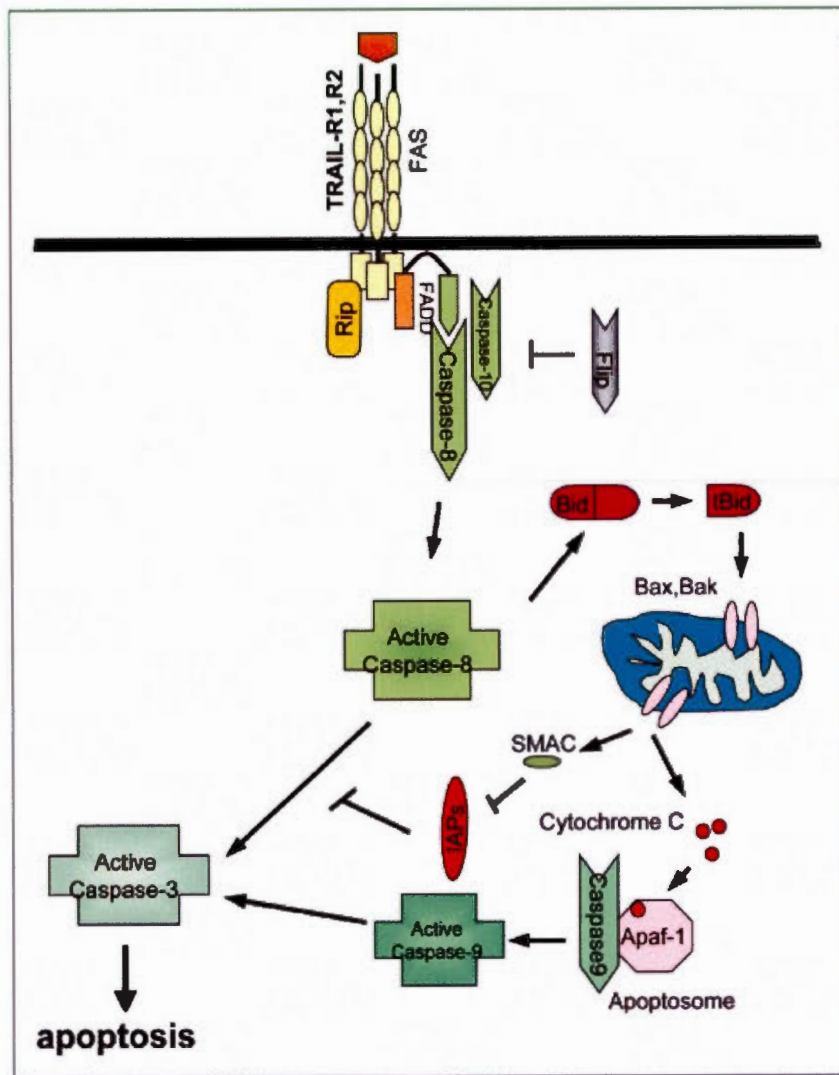 TRAIL-R1,R2
FAS
Rip
FADD
Caspase-8
Caspase-10
Flip
Bid
tBid
Bax,Bak
Active
Caspase-8
SMAC
IAPs
Cytochrome C
Active
Caspase-3
Active
Caspase-9
Caspase9
Apaf-1
Apoptosome
apoptosis